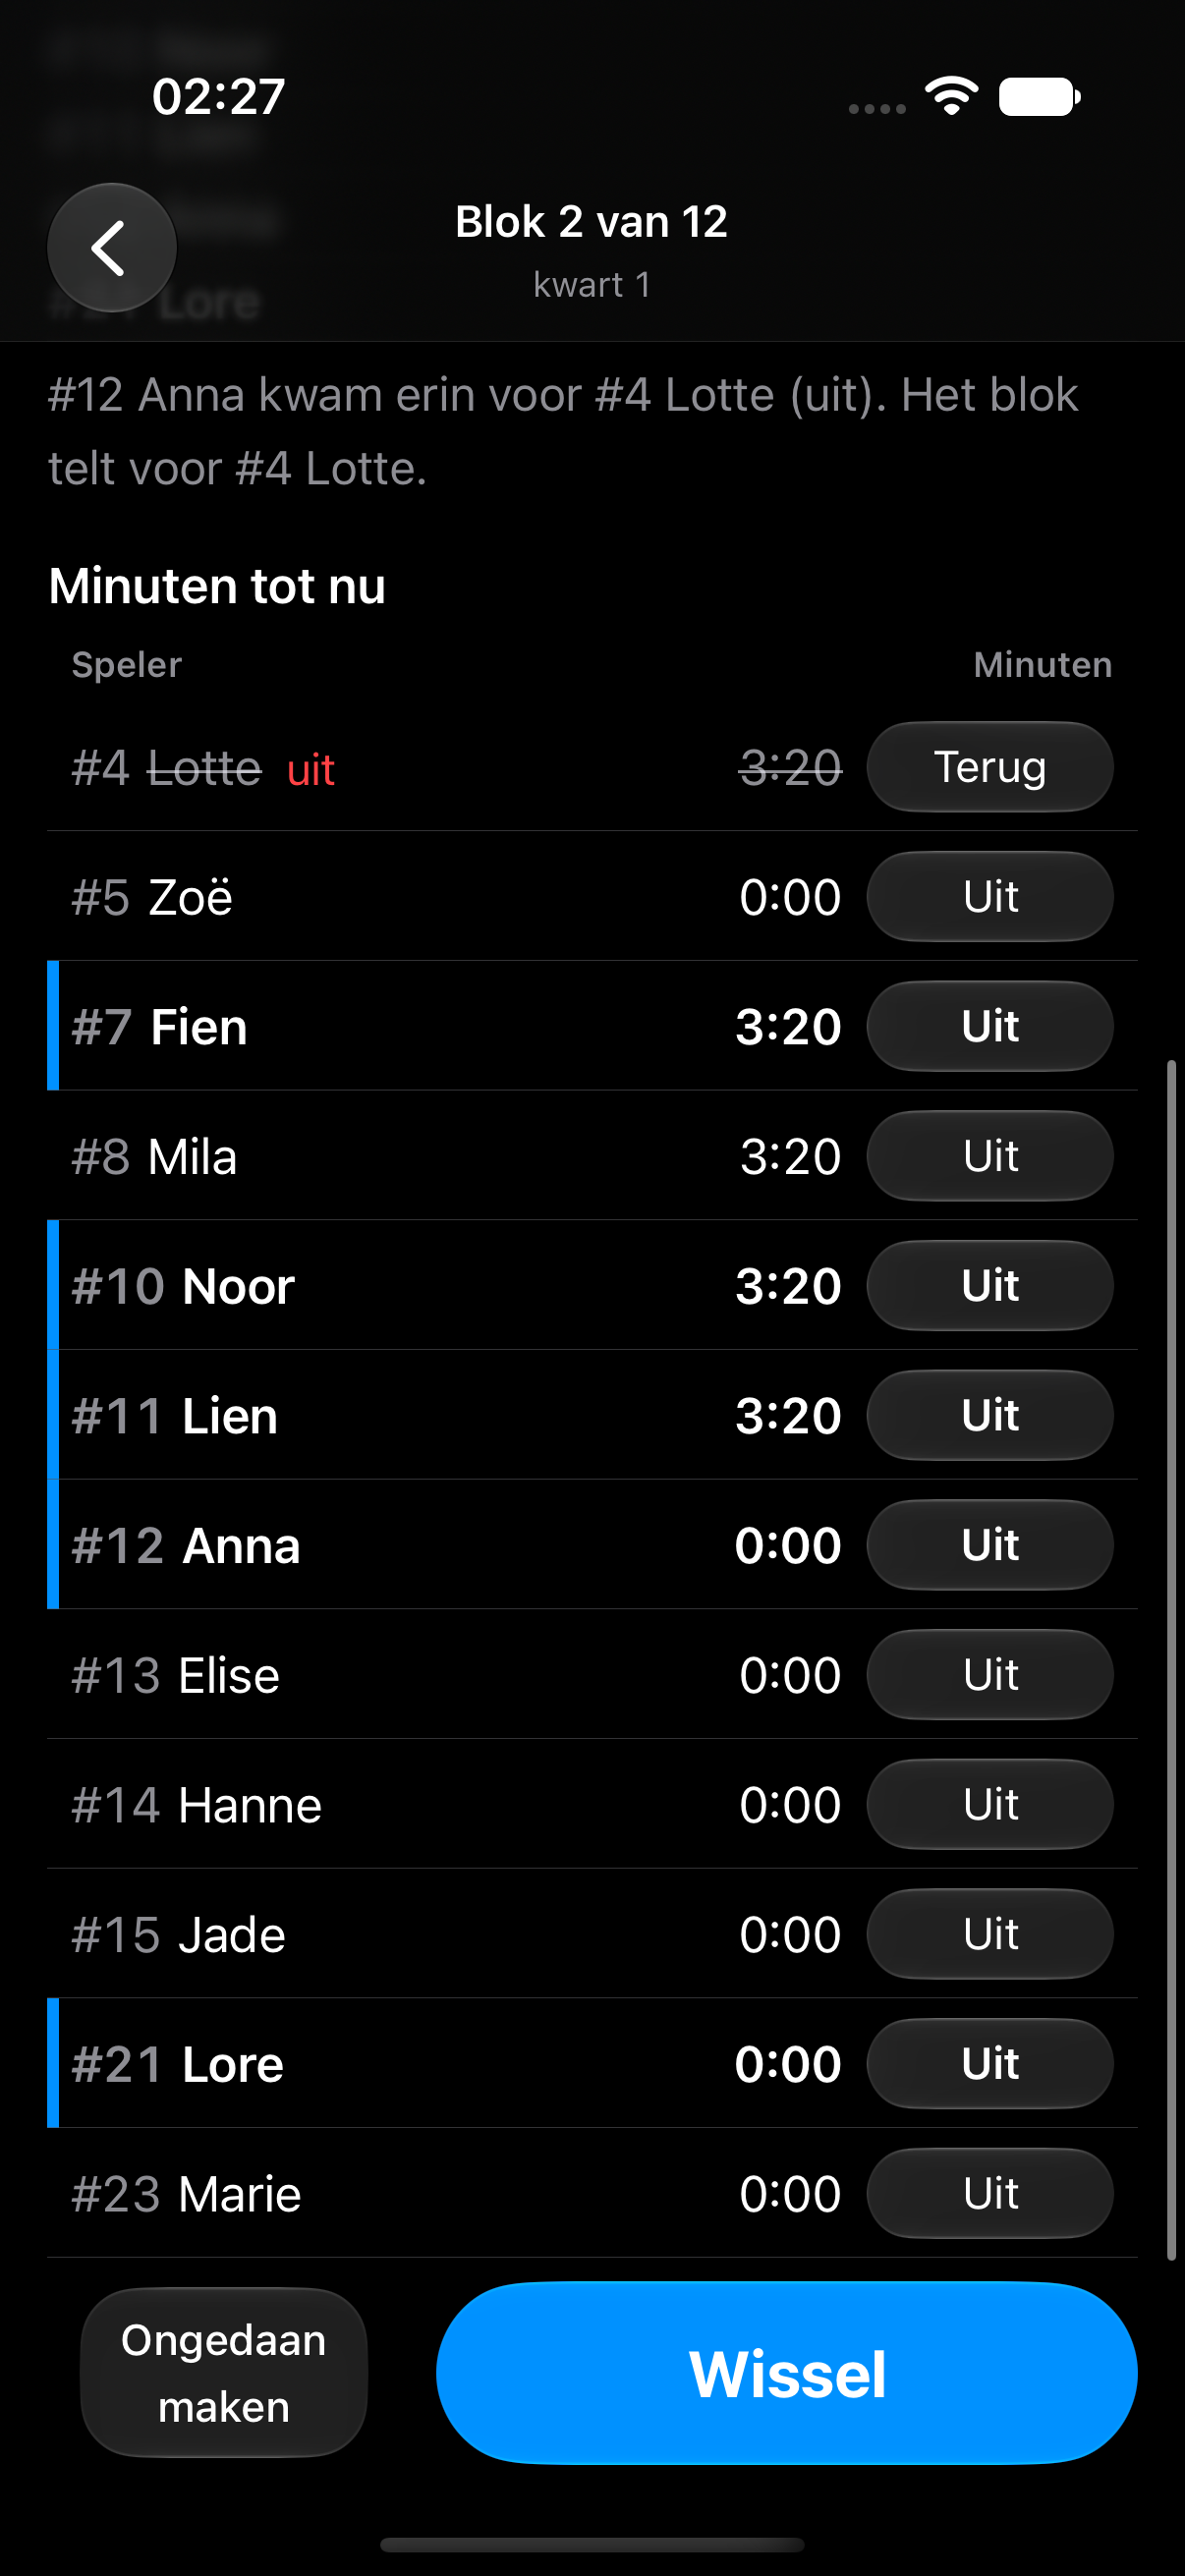 02:27
Blok 2 van 12
kwart 1
Lore
#12 Anna kwam erin voor #4 Lotte (uit). Het blok
telt voor #4 Lotte.
Minuten tot nu
Speler Minuten
#4 Lotte uit 3:20 Terug
#5 Zoë 0:00 Uit
#7 Fien 3:20 Uit
#8 Mila 3:20 Uit
#10 Noor 3:20 Uit
#11 Lien 3:20 Uit
#12 Anna 0:00 Uit
#13 Elise 0:00 Uit
#14 Hanne 0:00 Uit
#15 Jade 0:00 Uit
#21 Lore 0:00 Uit
#23 Marie 0:00 Uit
Ongedaan
maken
Wissel